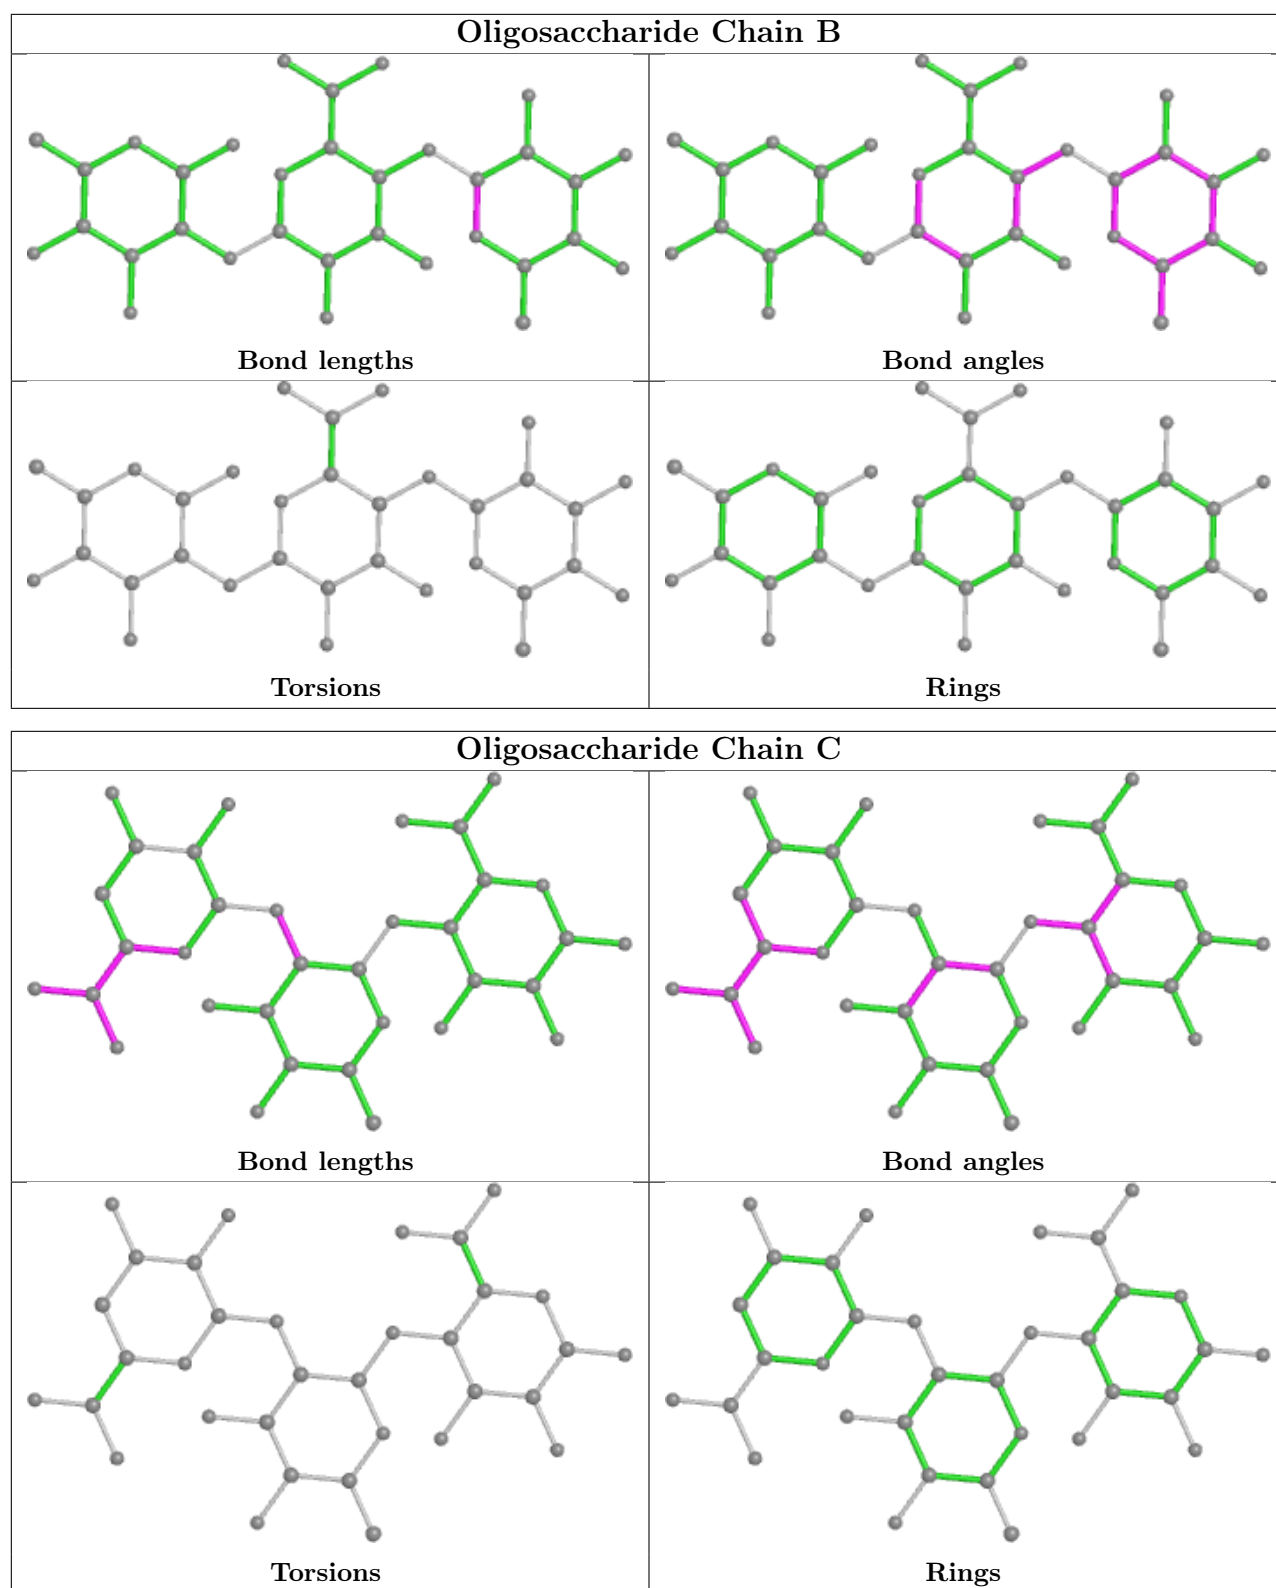 Oligosaccharide Chain B
Bond lengths
Bond angles
Torsions
Rings
Oligosaccharide Chain C
Bond lengths
Bond angles
Torsions
Rings